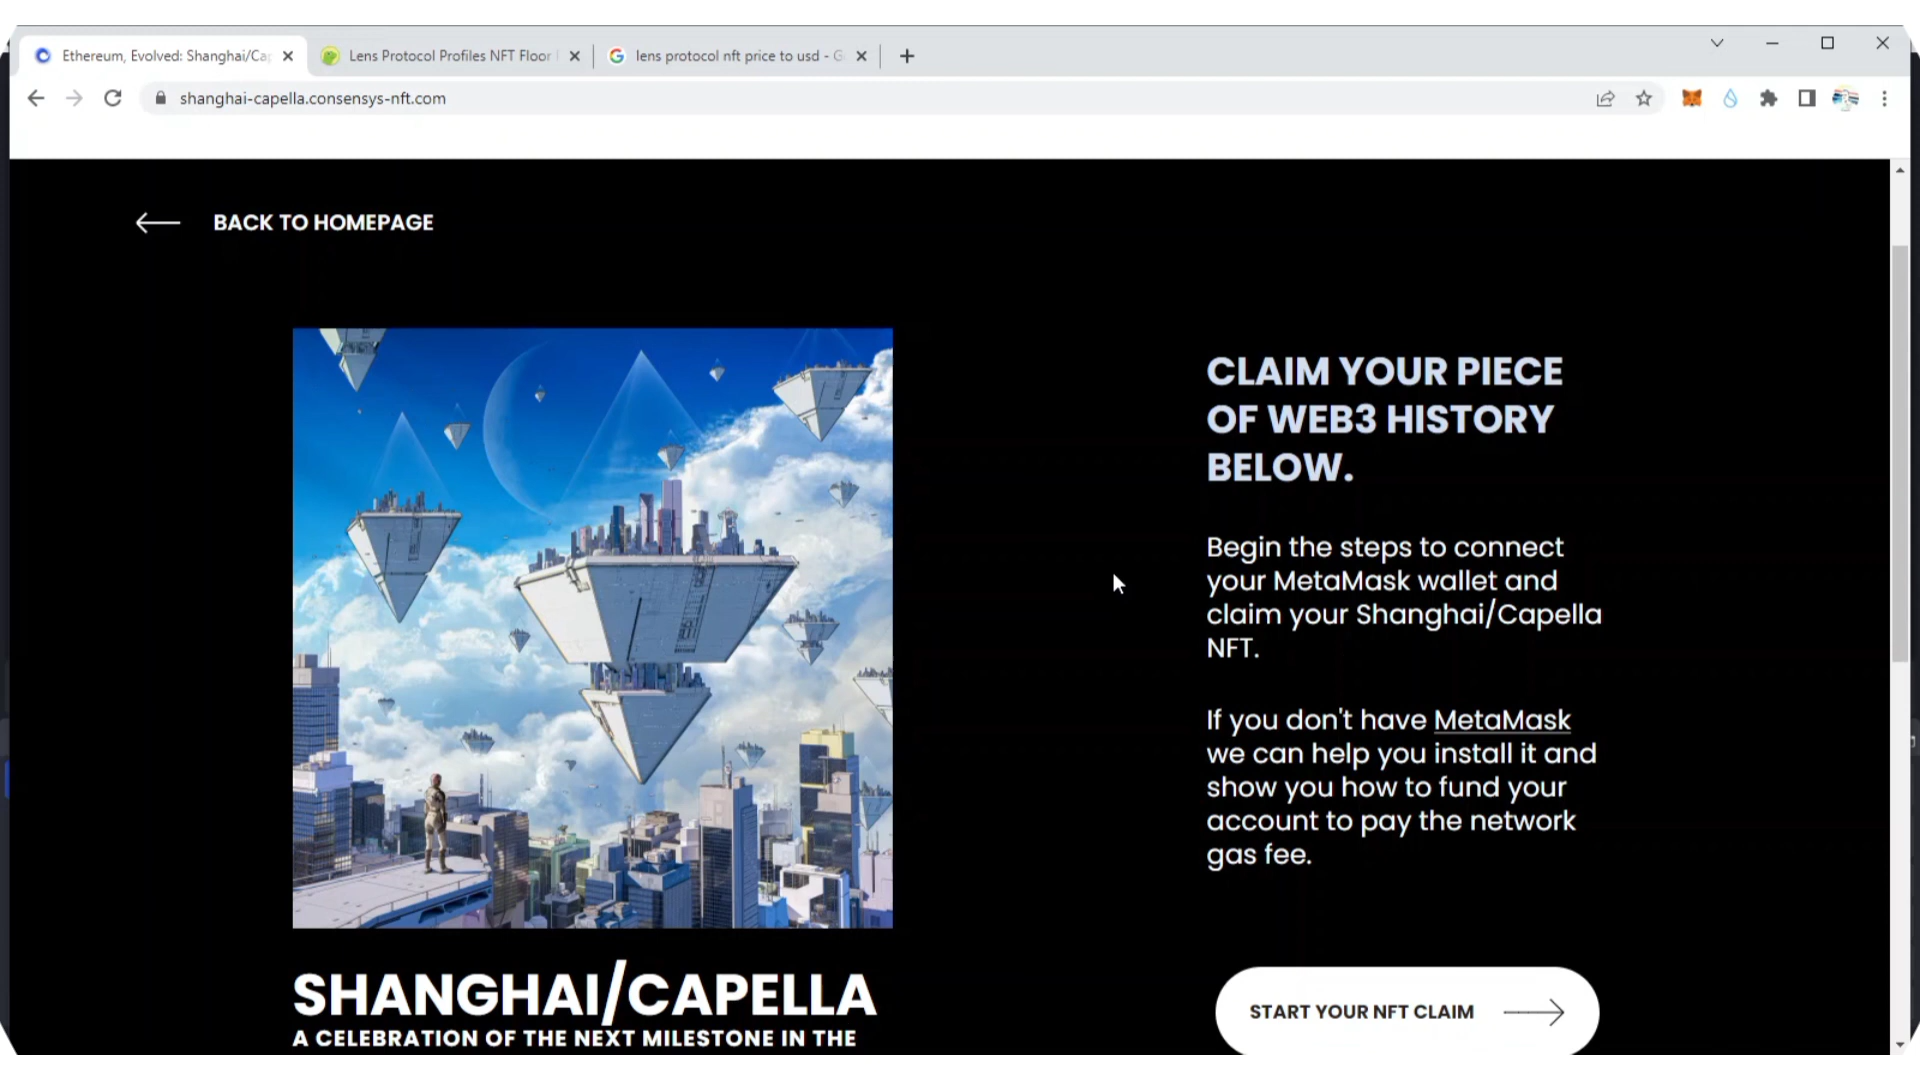 Ethereum, Evolved: Shanghai/Ca
Lens Protocol Profiles NFT Floor
lens protocol nft price to usd - G
shanghai-capella.consensys-nft.com
BACK TO HOMEPAGE
CLAIM YOUR PIECE
OF WEB3 HISTORY
BELOW.
Begin the steps to connect
your MetaMask wallet and
claim your Shanghai/Capella
NFT.
If you don't have MetaMask
we can help you install it and
show you how to fund your
account to pay the network
gas fee.
SHANGHAI/CAPELLA
A CELEBRATION OF THE NEXT MILESTONE IN THE
START YOUR NFT CLAIM